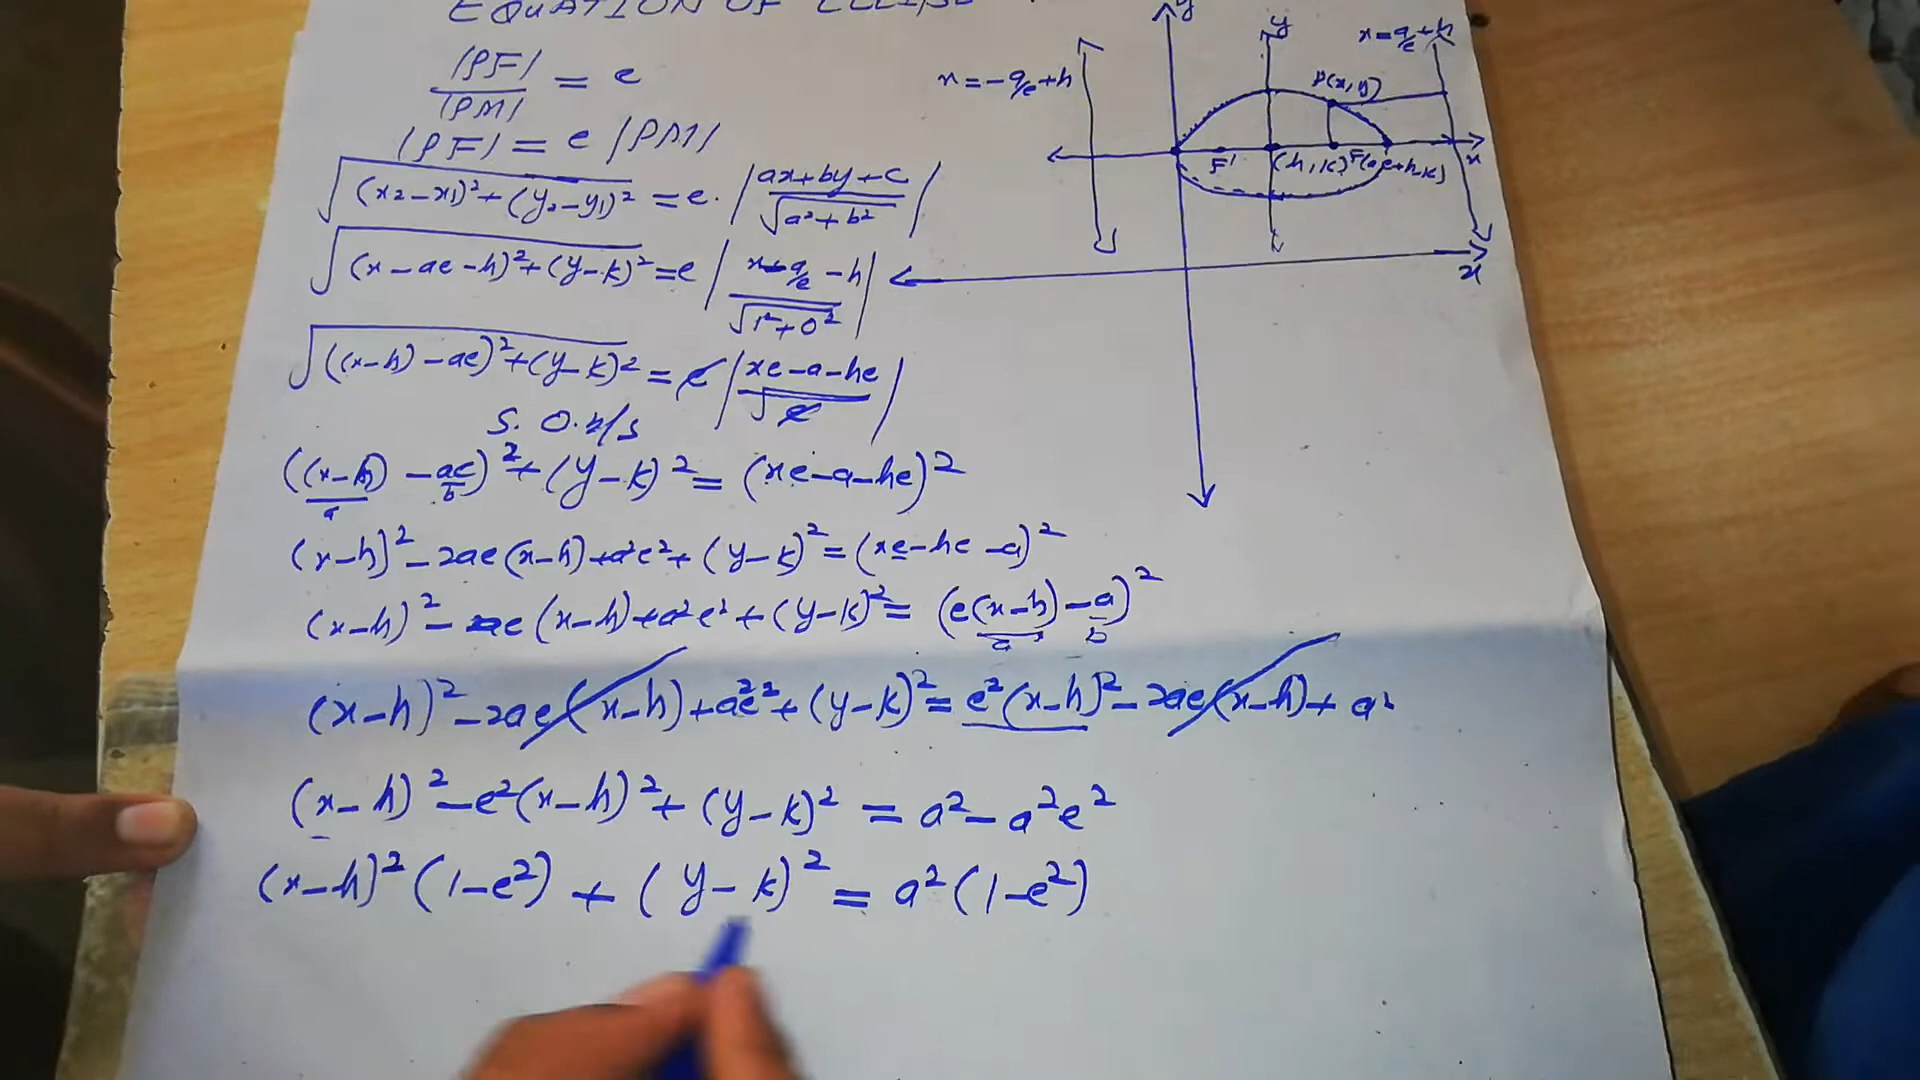 EQUATION OF ELLIPSE
|PF|/|PM| = e
|PF| = e |PM|
√((x2-x1)²+(y2-y1)²) = e. |(ax+by+c)/√(a²+b²)|
√((x-ae-h)²+(y-k)²) = e |(x-a/e-h)/√(1²+0²)|
√(((x-h)-ae)²+(y-k)²) = e |(xe-a-he)/√e|
S. O. B/S
((x-h)-ae)²+(y-k)² = (xe-a-he)²
a b
(x-h)²-2ae(x-h)+a²e²+(y-k)² = (xe-he-a)²
(x-h)²-2ae(x-h)+a²e²+(y-k)² = (e(x-h)-a)²
a b
(x-h)²-2ae(x-h)+a²e²+(y-k)² = e²(x-h)²-2ae(x-h)+a²
(x-h)²-e²(x-h)²+(y-k)² = a²-a²e²
(x-h)²(1-e²)+(y-k)² = a²(1-e²)
y
y
x=a/e+h
x=-a/e+h
P(x,y)
x
F' (h,k) F(ae+h,k)
x